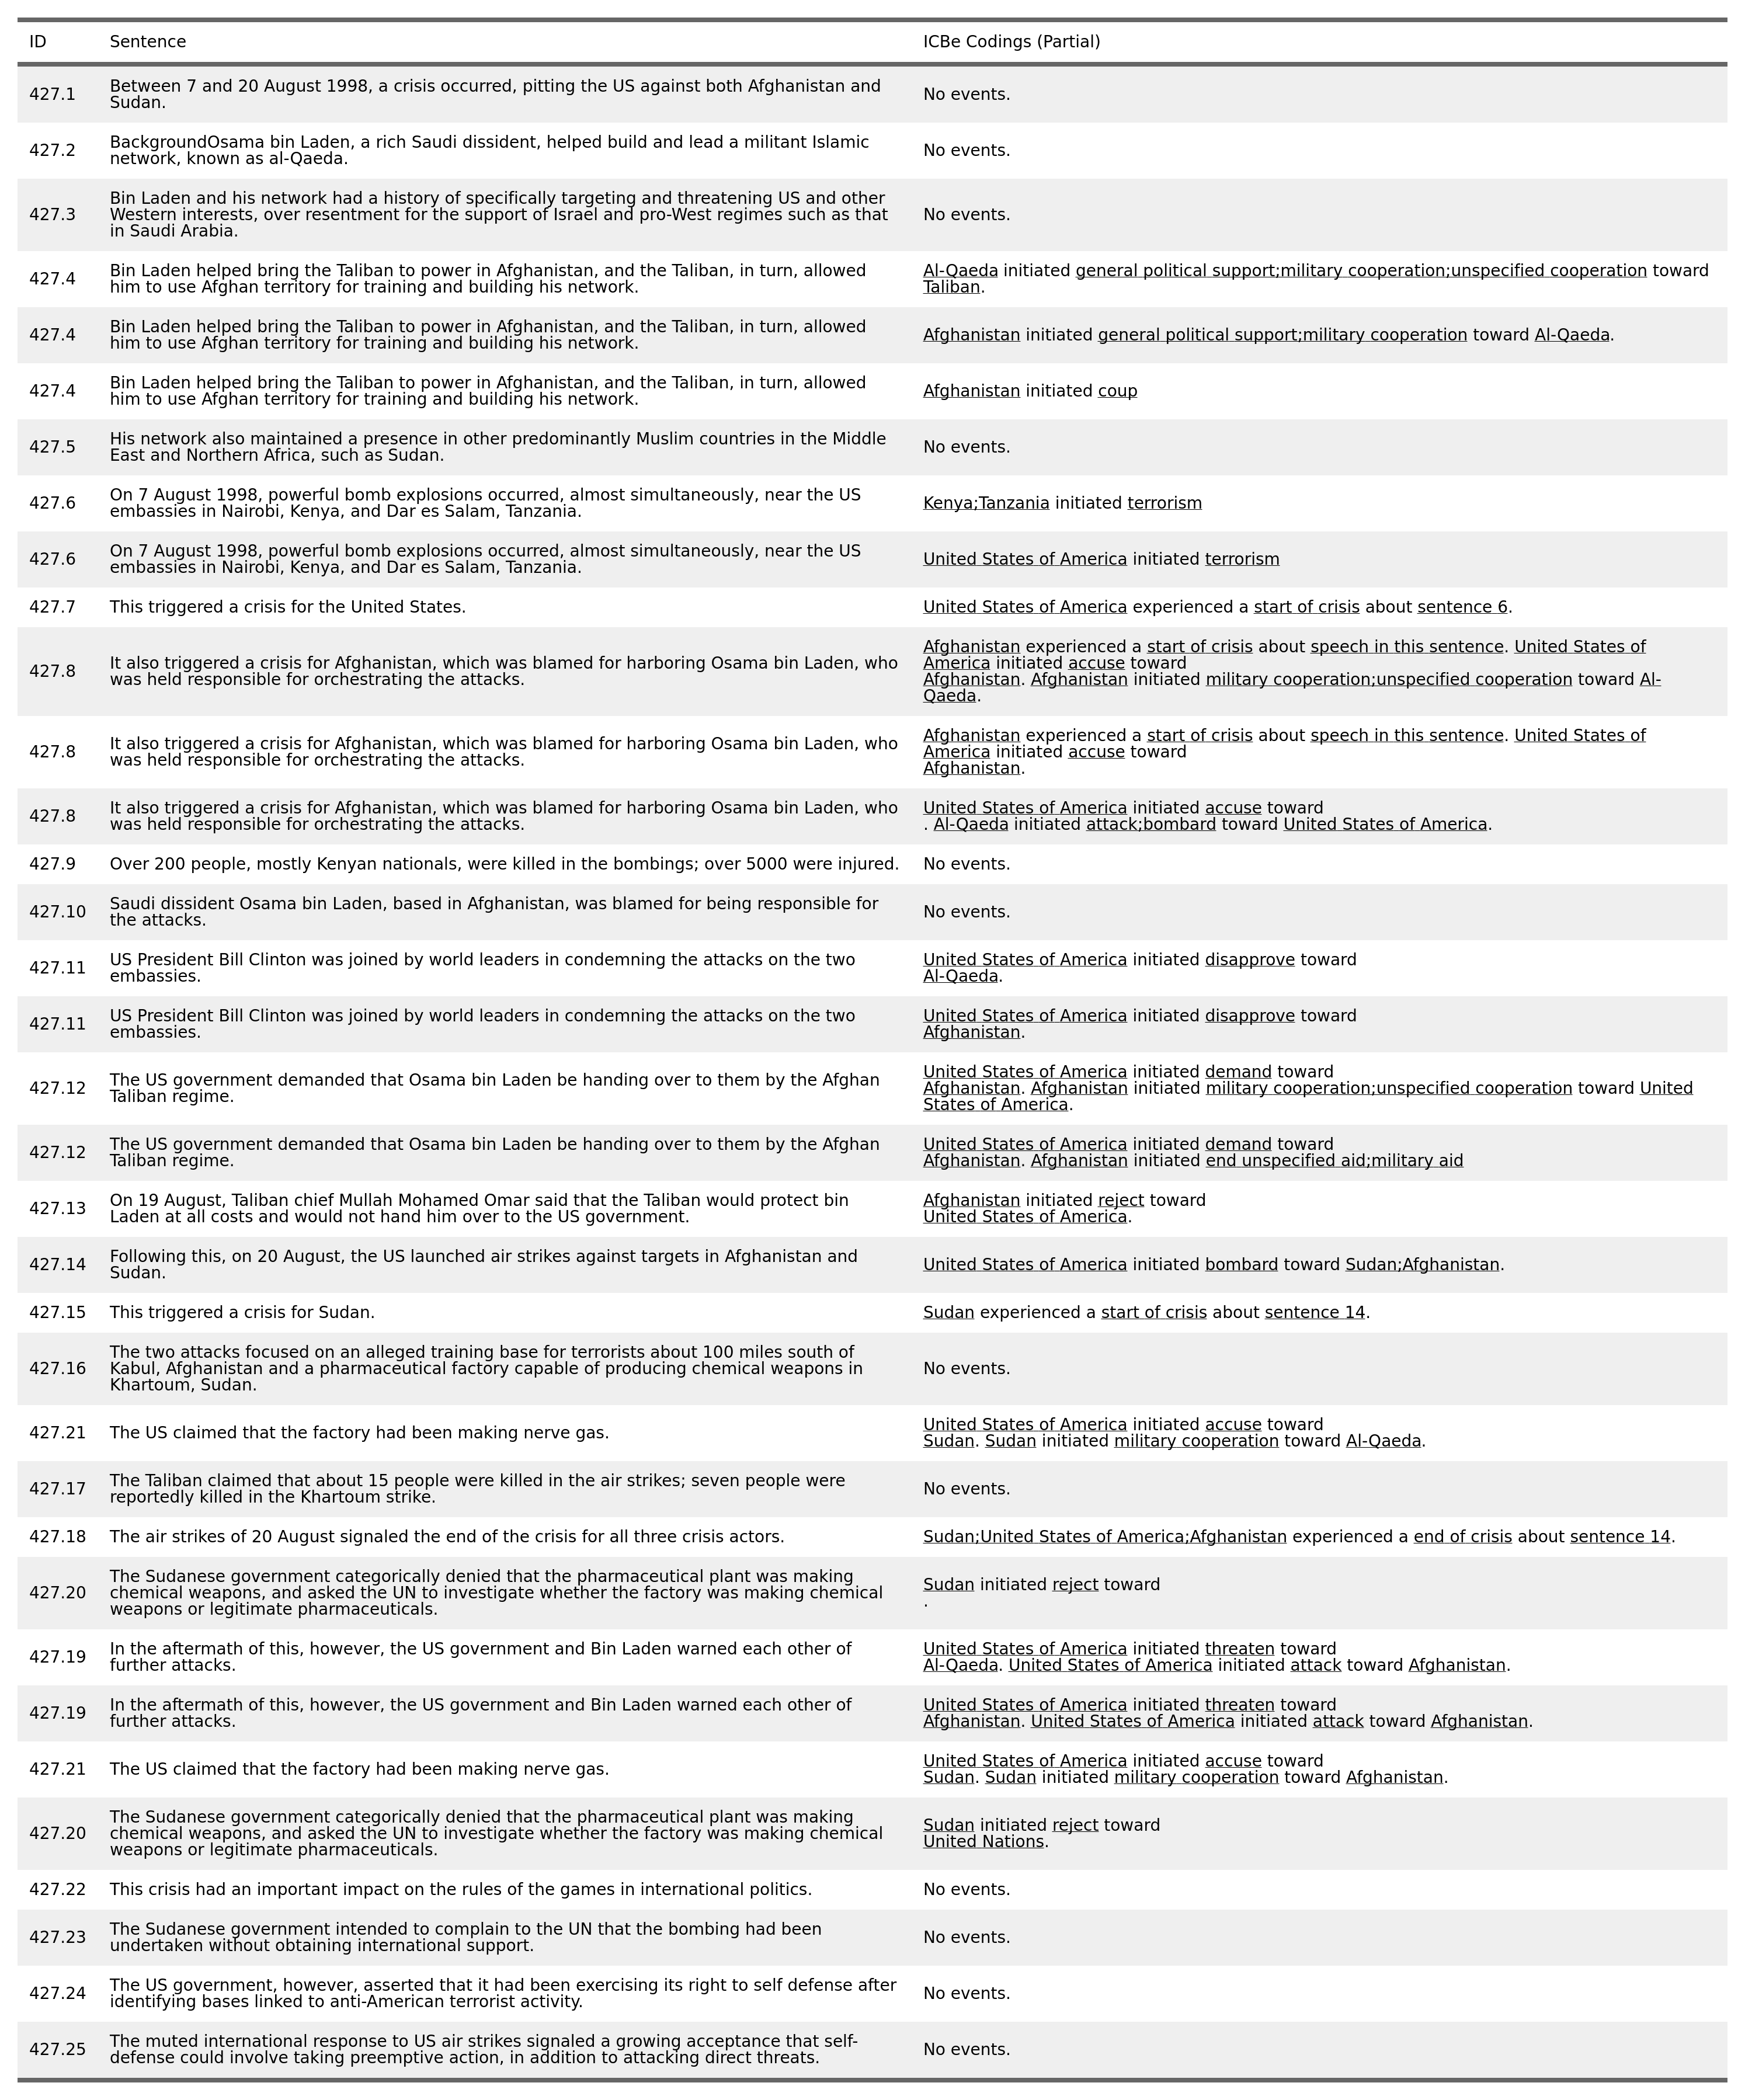 ID Sentence ICBe Codings (Partial)
427.1 Between 7 and 20 August 1998, a crisis occurred, pitting the US against both Afghanistan and
Sudan.
No events.
427.2 BackgroundOsama bin Laden, a rich Saudi dissident, helped build and lead a militant Islamic
network, known as al-Qaeda.
No events.
427.3 Bin Laden and his network had a history of specifically targeting and threatening US and other
Western interests, over resentment for the support of Israel and pro-West regimes such as that
in Saudi Arabia.
No events.
427.4 Bin Laden helped bring the Taliban to power in Afghanistan, and the Taliban, in turn, allowed
him to use Afghan territory for training and building his network.
Al-Qaeda initiated general political support;military cooperation;unspecified cooperation toward
Taliban.
427.4 Bin Laden helped bring the Taliban to power in Afghanistan, and the Taliban, in turn, allowed
him to use Afghan territory for training and building his network.
Afghanistan initiated general political support;military cooperation toward Al-Qaeda.
427.4 Bin Laden helped bring the Taliban to power in Afghanistan, and the Taliban, in turn, allowed
him to use Afghan territory for training and building his network.
Afghanistan initiated coup
427.5 His network also maintained a presence in other predominantly Muslim countries in the Middle
East and Northern Africa, such as Sudan.
No events.
427.6 On 7 August 1998, powerful bomb explosions occurred, almost simultaneously, near the US
embassies in Nairobi, Kenya, and Dar es Salam, Tanzania.
Kenya;Tanzania initiated terrorism
427.6 On 7 August 1998, powerful bomb explosions occurred, almost simultaneously, near the US
embassies in Nairobi, Kenya, and Dar es Salam, Tanzania.
United States of America initiated terrorism
427.7 This triggered a crisis for the United States.
United States of America experienced a start of crisis about sentence 6.
427.8 It also triggered a crisis for Afghanistan, which was blamed for harboring Osama bin Laden, who
was held responsible for orchestrating the attacks.
Afghanistan experienced a start of crisis about speech in this sentence. United States of
America initiated accuse toward
Afghanistan. Afghanistan initiated military cooperation;unspecified cooperation toward Al-
Qaeda.
427.8 It also triggered a crisis for Afghanistan, which was blamed for harboring Osama bin Laden, who
was held responsible for orchestrating the attacks.
Afghanistan experienced a start of crisis about speech in this sentence. United States of
America initiated accuse toward
Afghanistan.
427.8 It also triggered a crisis for Afghanistan, which was blamed for harboring Osama bin Laden, who
was held responsible for orchestrating the attacks.
United States of America initiated accuse toward
. Al-Qaeda initiated attack;bombard toward United States of America.
427.9 Over 200 people, mostly Kenyan nationals, were killed in the bombings; over 5000 were injured.
No events.
427.10 Saudi dissident Osama bin Laden, based in Afghanistan, was blamed for being responsible for
the attacks.
No events.
427.11 US President Bill Clinton was joined by world leaders in condemning the attacks on the two
embassies.
United States of America initiated disapprove toward
Al-Qaeda.
427.11 US President Bill Clinton was joined by world leaders in condemning the attacks on the two
embassies.
United States of America initiated disapprove toward
Afghanistan.
427.12 The US government demanded that Osama bin Laden be handing over to them by the Afghan
Taliban regime.
United States of America initiated demand toward
Afghanistan. Afghanistan initiated military cooperation;unspecified cooperation toward United
States of America.
427.12 The US government demanded that Osama bin Laden be handing over to them by the Afghan
Taliban regime.
United States of America initiated demand toward
Afghanistan. Afghanistan initiated end unspecified aid;military aid
427.13 On 19 August, Taliban chief Mullah Mohamed Omar said that the Taliban would protect bin
Laden at all costs and would not hand him over to the US government.
Afghanistan initiated reject toward
United States of America.
427.14 Following this, on 20 August, the US launched air strikes against targets in Afghanistan and
Sudan.
United States of America initiated bombard toward Sudan;Afghanistan.
427.15 This triggered a crisis for Sudan.
Sudan experienced a start of crisis about sentence 14.
427.16 The two attacks focused on an alleged training base for terrorists about 100 miles south of
Kabul, Afghanistan and a pharmaceutical factory capable of producing chemical weapons in
Khartoum, Sudan.
No events.
427.21 The US claimed that the factory had been making nerve gas.
United States of America initiated accuse toward
Sudan. Sudan initiated military cooperation toward Al-Qaeda.
427.17 The Taliban claimed that about 15 people were killed in the air strikes; seven people were
reportedly killed in the Khartoum strike.
No events.
427.18 The air strikes of 20 August signaled the end of the crisis for all three crisis actors.
Sudan;United States of America;Afghanistan experienced a end of crisis about sentence 14.
427.20 The Sudanese government categorically denied that the pharmaceutical plant was making
chemical weapons, and asked the UN to investigate whether the factory was making chemical
weapons or legitimate pharmaceuticals.
Sudan initiated reject toward
.
427.19 In the aftermath of this, however, the US government and Bin Laden warned each other of
further attacks.
United States of America initiated threaten toward
Al-Qaeda. United States of America initiated attack toward Afghanistan.
427.19 In the aftermath of this, however, the US government and Bin Laden warned each other of
further attacks.
United States of America initiated threaten toward
Afghanistan. United States of America initiated attack toward Afghanistan.
427.21 The US claimed that the factory had been making nerve gas.
United States of America initiated accuse toward
Sudan. Sudan initiated military cooperation toward Afghanistan.
427.20 The Sudanese government categorically denied that the pharmaceutical plant was making
chemical weapons, and asked the UN to investigate whether the factory was making chemical
weapons or legitimate pharmaceuticals.
Sudan initiated reject toward
United Nations.
427.22 This crisis had an important impact on the rules of the games in international politics.
No events.
427.23 The Sudanese government intended to complain to the UN that the bombing had been
undertaken without obtaining international support.
No events.
427.24 The US government, however, asserted that it had been exercising its right to self defense after
identifying bases linked to anti-American terrorist activity.
No events.
427.25 The muted international response to US air strikes signaled a growing acceptance that self-
defense could involve taking preemptive action, in addition to attacking direct threats.
No events.